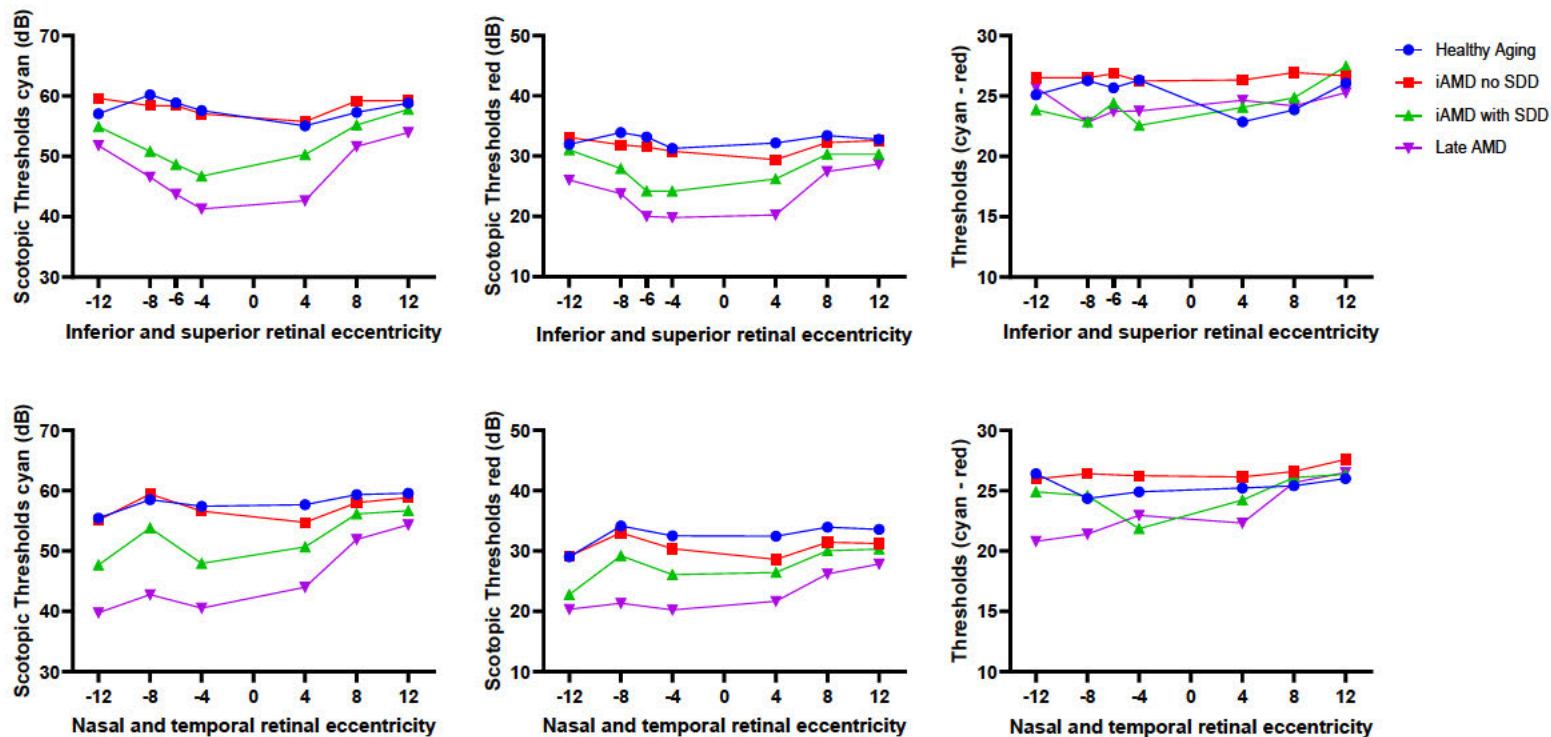 Scotopic Thresholds cyan (dB)
70
60
50
40
30
-12 -8 -6 -4 0 4 8 12
Inferior and superior retinal eccentricity
Scotopic Thresholds red (dB)
50
40
30
20
10
-12 -8 -6 -4 0 4 8 12
Inferior and superior retinal eccentricity
Thresholds (cyan - red)
30
25
20
15
10
-12 -8 -6 -4 0 4 8 12
Inferior and superior retinal eccentricity
Healthy Aging
iAMD no SDD
iAMD with SDD
Late AMD
Scotopic Thresholds cyan (dB)
70
60
50
40
30
-12 -8 -4 0 4 8 12
Nasal and temporal retinal eccentricity
Scotopic Thresholds red (dB)
50
40
30
20
10
-12 -8 -4 0 4 8 12
Nasal and temporal retinal eccentricity
Thresholds (cyan - red)
30
25
20
15
10
-12 -8 -4 0 4 8 12
Nasal and temporal retinal eccentricity